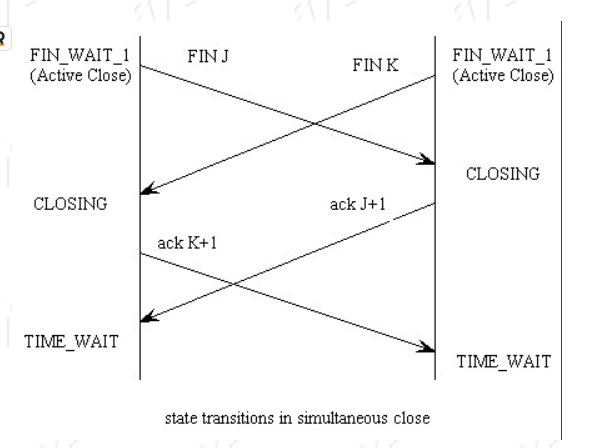 FIN_WAIT_1
(Active Close)
FIN J
FIN K
FIN_WAIT_1
(Active Close)
CLOSING
CLOSING
ack J+1
ack K+1
TIME_WAIT
TIME_WAIT
state transitions in simultaneous close